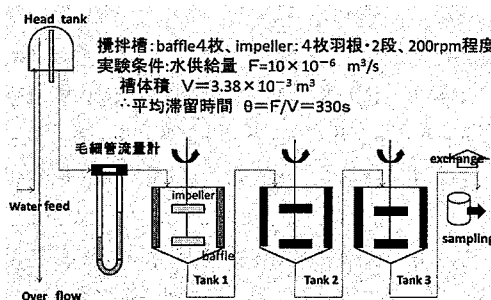 Head tank
攪拌槽:baffle4枚、impeller:4枚羽根・2段、200rpm程度
実験条件:水供給量 F=10×10⁻⁶ m³/s
槽体積 V=3.38×10⁻³ m³
∴平均滞留時間 θ=F/V=330s
毛細管流量計
exchange
impeller
Water feed
baffle
sampling
Tank 1
Tank 2
Tank 3
Over flow